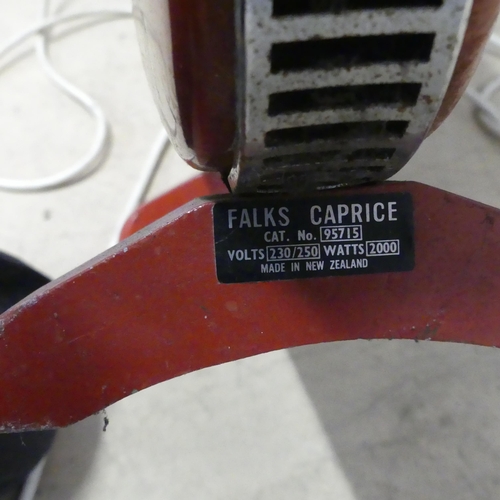 FALKS CAPRICE
CAT. No. 95715
VOLTS 230/250 WATTS 2000
MADE IN NEW ZEALAND